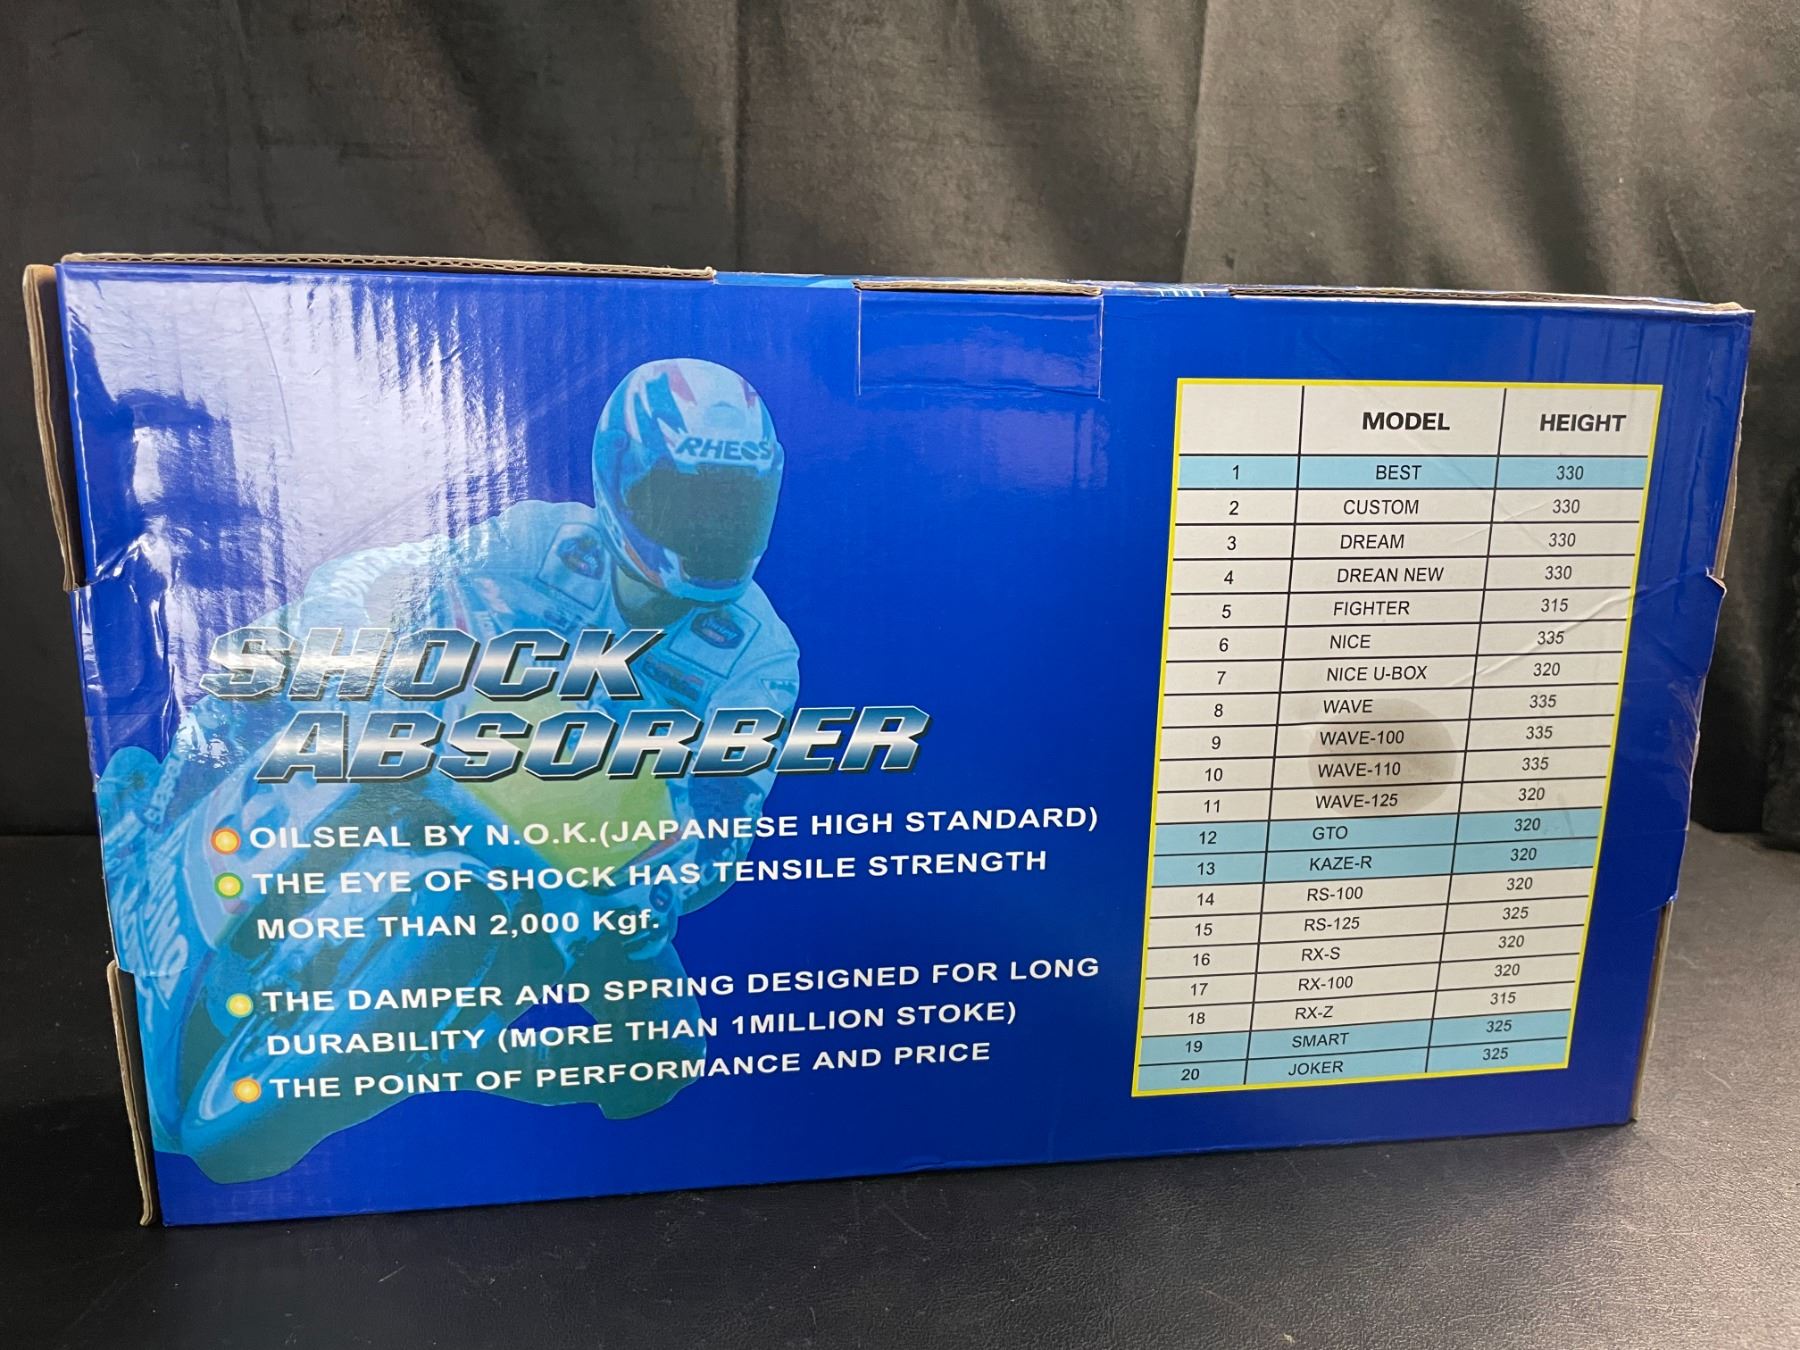 RHEOS
SHOCK
ABSORBER
OILSEAL BY N.O.K.(JAPANESE HIGH STANDARD)
THE EYE OF SHOCK HAS TENSILE STRENGTH
MORE THAN 2,000 Kgf.
THE DAMPER AND SPRING DESIGNED FOR LONG
DURABILITY (MORE THAN 1MILLION STOKE)
THE POINT OF PERFORMANCE AND PRICE
MODEL HEIGHT
1 BEST 330
2 CUSTOM 330
3 DREAM 330
4 DREAN NEW 330
5 FIGHTER 315
6 NICE 335
7 NICE U-BOX 320
8 WAVE 335
9 WAVE-100 335
10 WAVE-110 335
11 WAVE-125 320
12 GTO 320
13 KAZE-R 320
14 RS-100 320
15 RS-125 325
16 RX-S 320
17 RX-100 320
18 RX-Z 315
19 SMART 325
20 JOKER 325